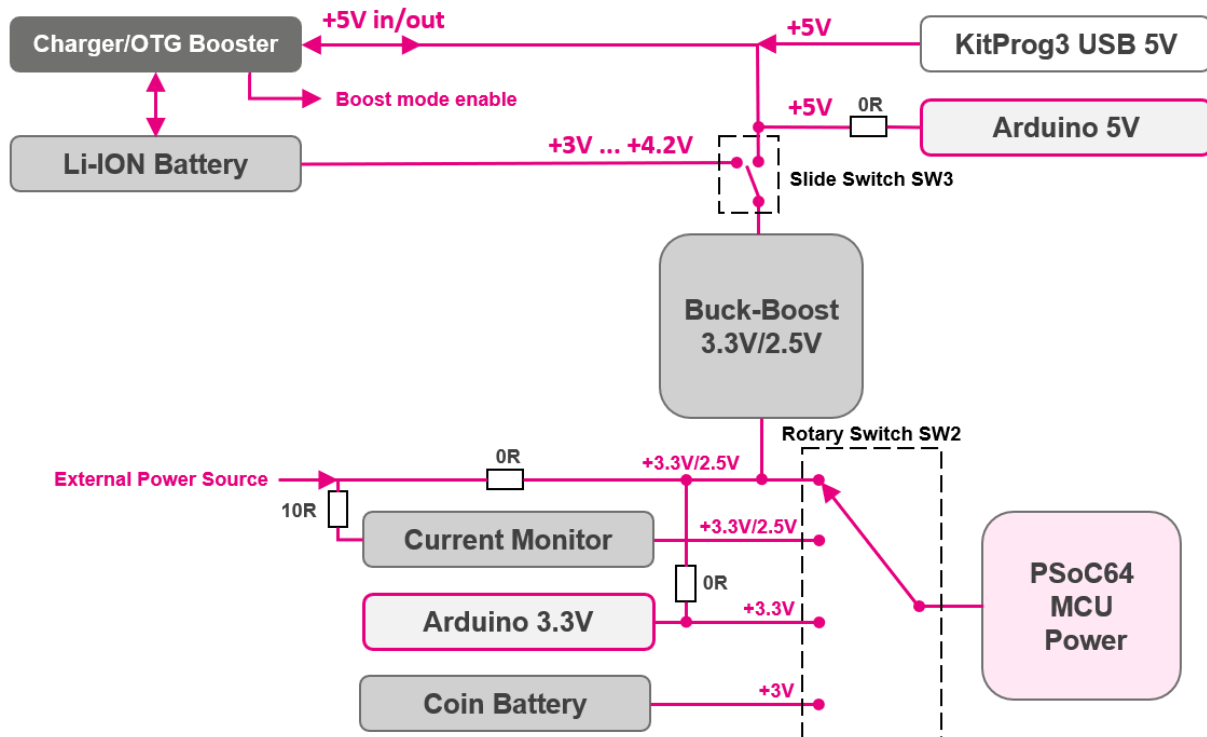 +5V in/out
Charger/OTG Booster
+5V
KitProg3 USB 5V
Boost mode enable
+5V
0R
Arduino 5V
Li-ION Battery
+3V ... +4.2V
Slide Switch SW3
Buck-Boost
3.3V/2.5V
Rotary Switch SW2
External Power Source
0R
+3.3V/2.5V
10R
Current Monitor
+3.3V/2.5V
0R
Arduino 3.3V
+3.3V
PSoC64
MCU
Power
Coin Battery
+3V